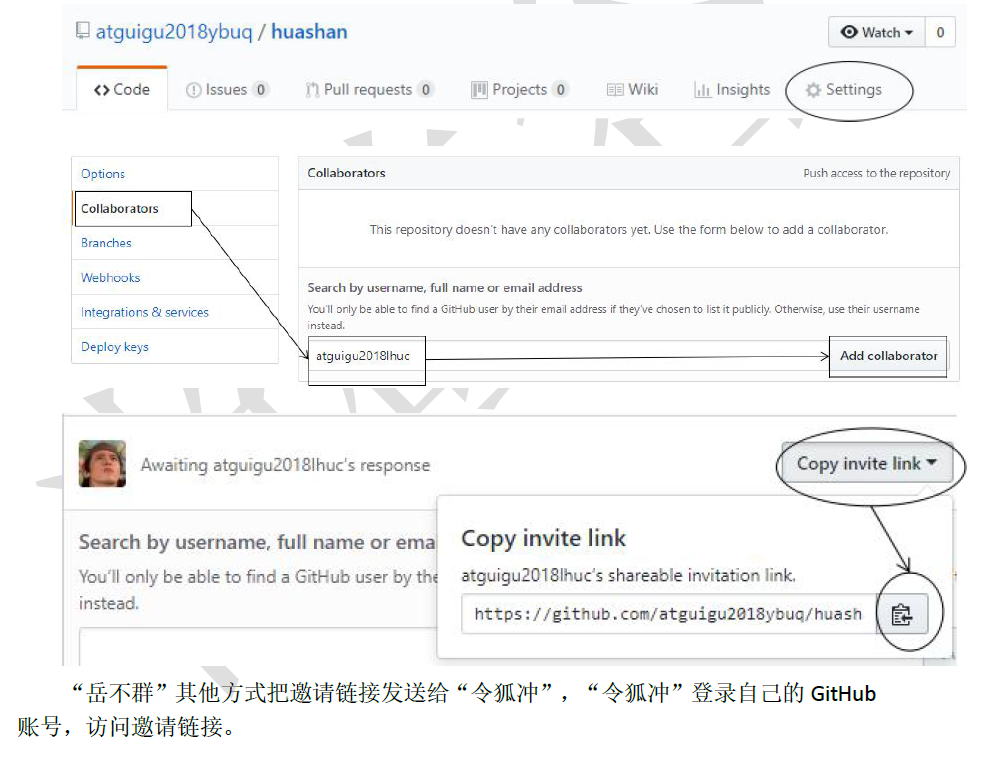 atguigu2018ybuq / huashan
Watch 0
Code Issues 0 Pull requests 0 Projects 0 Wiki Insights Settings
Options
Collaborators
Branches
Webhooks
Integrations & services
Deploy keys
Collaborators Push access to the repository
This repository doesn't have any collaborators yet. Use the form below to add a collaborator.
Search by username, full name or email address
You'll only be able to find a GitHub user by their email address if they've chosen to list it publicly. Otherwise, use their username
instead.
atguigu2018lhuc Add collaborator
Awaiting atguigu2018lhuc's response Copy invite link
Search by username, full name or ema
You'll only be able to find a GitHub user by the
instead.
Copy invite link
atguigu2018lhuc's shareable invitation link.
https://github.com/atguigu2018ybuq/huash
“岳不群”其他方式把邀请链接发送给“令狐冲”，“令狐冲”登录自己的 GitHub
账号，访问邀请链接。